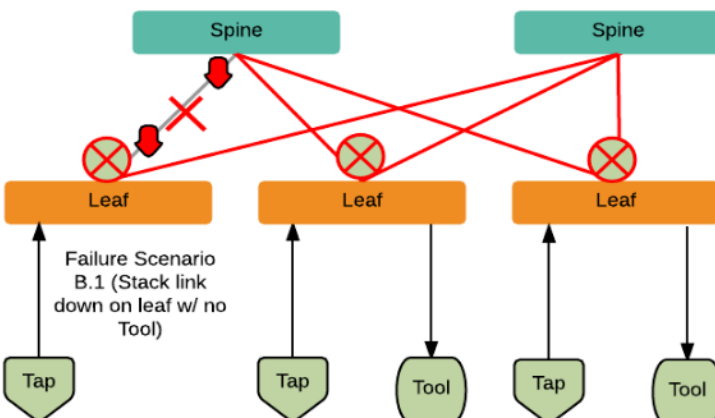 Spine
Spine
Leaf
Leaf
Leaf
Failure Scenario
B.1 (Stack link
down on leaf w/ no
Tool)
Tap
Tap
Tool
Tap
Tool